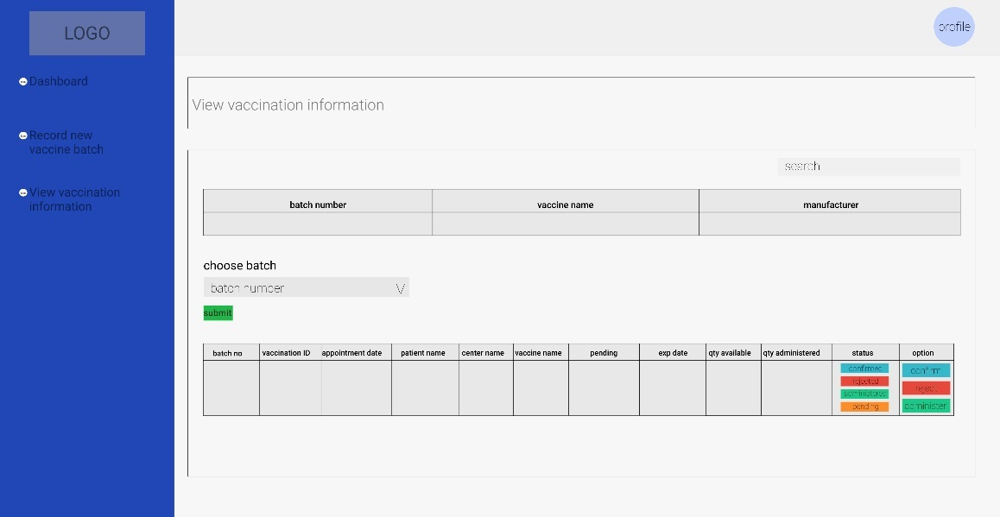 LOGO
profile
Dashboard
Record new
vaccine batch
View vaccination
information
View vaccination information
search
batch number vaccine name manufacturer
choose batch
batch number V
submit
batch no vaccination ID appointment date patient name center name vaccine name pending exp date qty available qty administered status option
confirmed
rejected
administered
pending
confirm
reject
administer